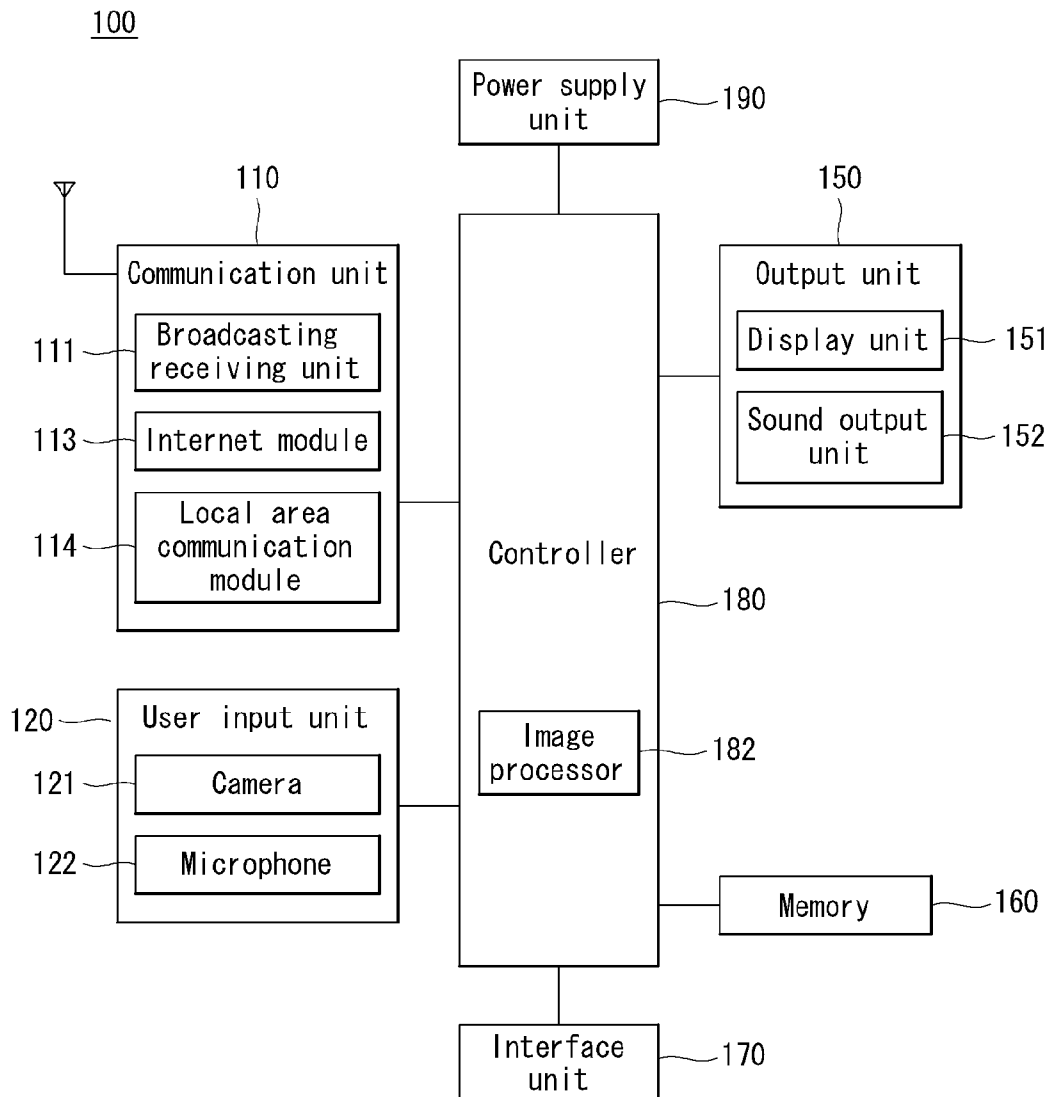 100
Power supply
unit
190
110
150
Communication unit
Output unit
111
Broadcasting
receiving unit
Display unit
151
113
Internet module
Sound output
unit
152
114
Local area
communication
module
Controller
180
120
User input unit
Image
processor
182
121
Camera
122
Microphone
Memory
160
Interface
unit
170